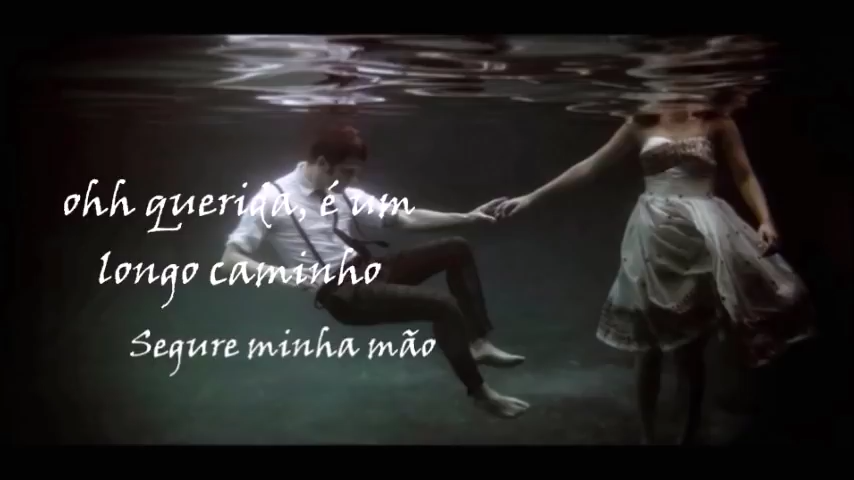 ohh querida, é um
longo caminho
Segure minha mão